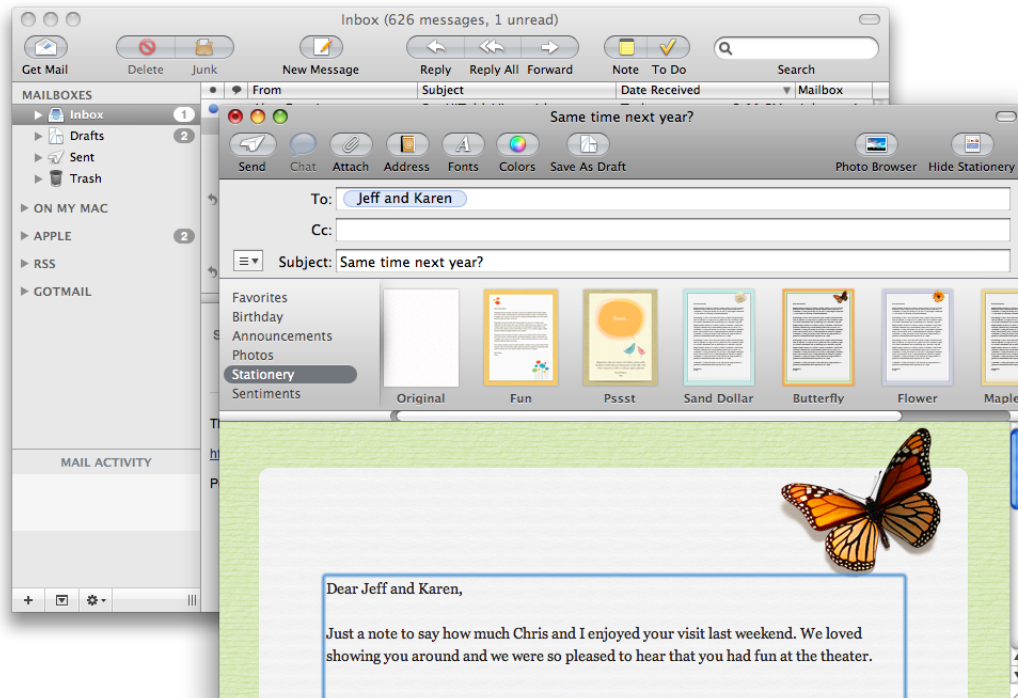 Inbox (626 messages, 1 unread)
Get Mail Delete Junk New Message Reply Reply All Forward Note To Do Search
MAILBOXES
Inbox 1
Drafts 2
Sent
Trash
ON MY MAC
APPLE 2
RSS
GOTMAIL
MAIL ACTIVITY
From Subject Date Received Mailbox
Same time next year?
Send Chat Attach Address Fonts Colors Save As Draft Photo Browser Hide Stationery
To: Jeff and Karen
Cc:
Subject: Same time next year?
Favorites
Birthday
Announcements
Photos
Stationery
Sentiments
Original Fun Pssst Sand Dollar Butterfly Flower Maple
Dear Jeff and Karen,
Just a note to say how much Chris and I enjoyed your visit last weekend. We loved
showing you around and we were so pleased to hear that you had fun at the theater.